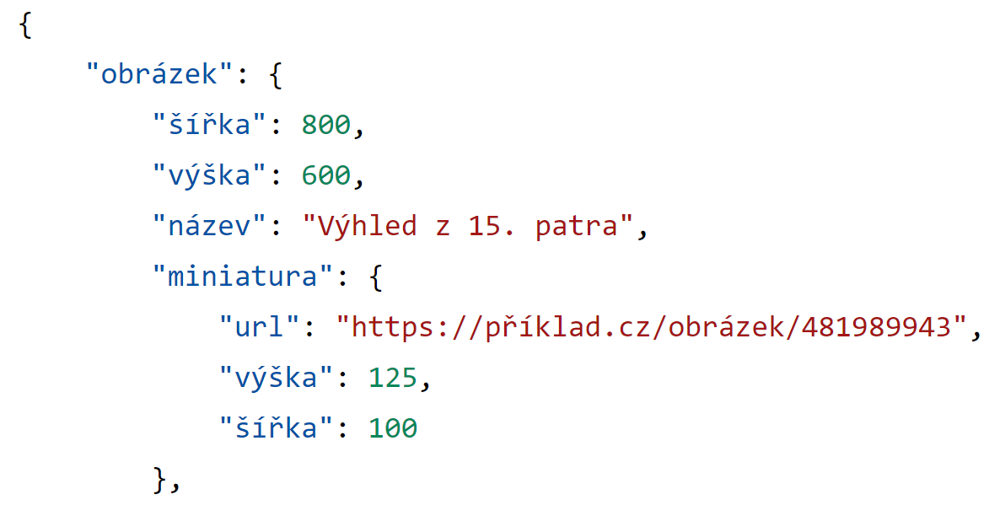 {
    "obrázek": {
        "šířka": 800,
        "výška": 600,
        "název": "Výhled z 15. patra",
        "miniatura": {
            "url": "https://příklad.cz/obrázek/481989943",
            "výška": 125,
            "šířka": 100
        },